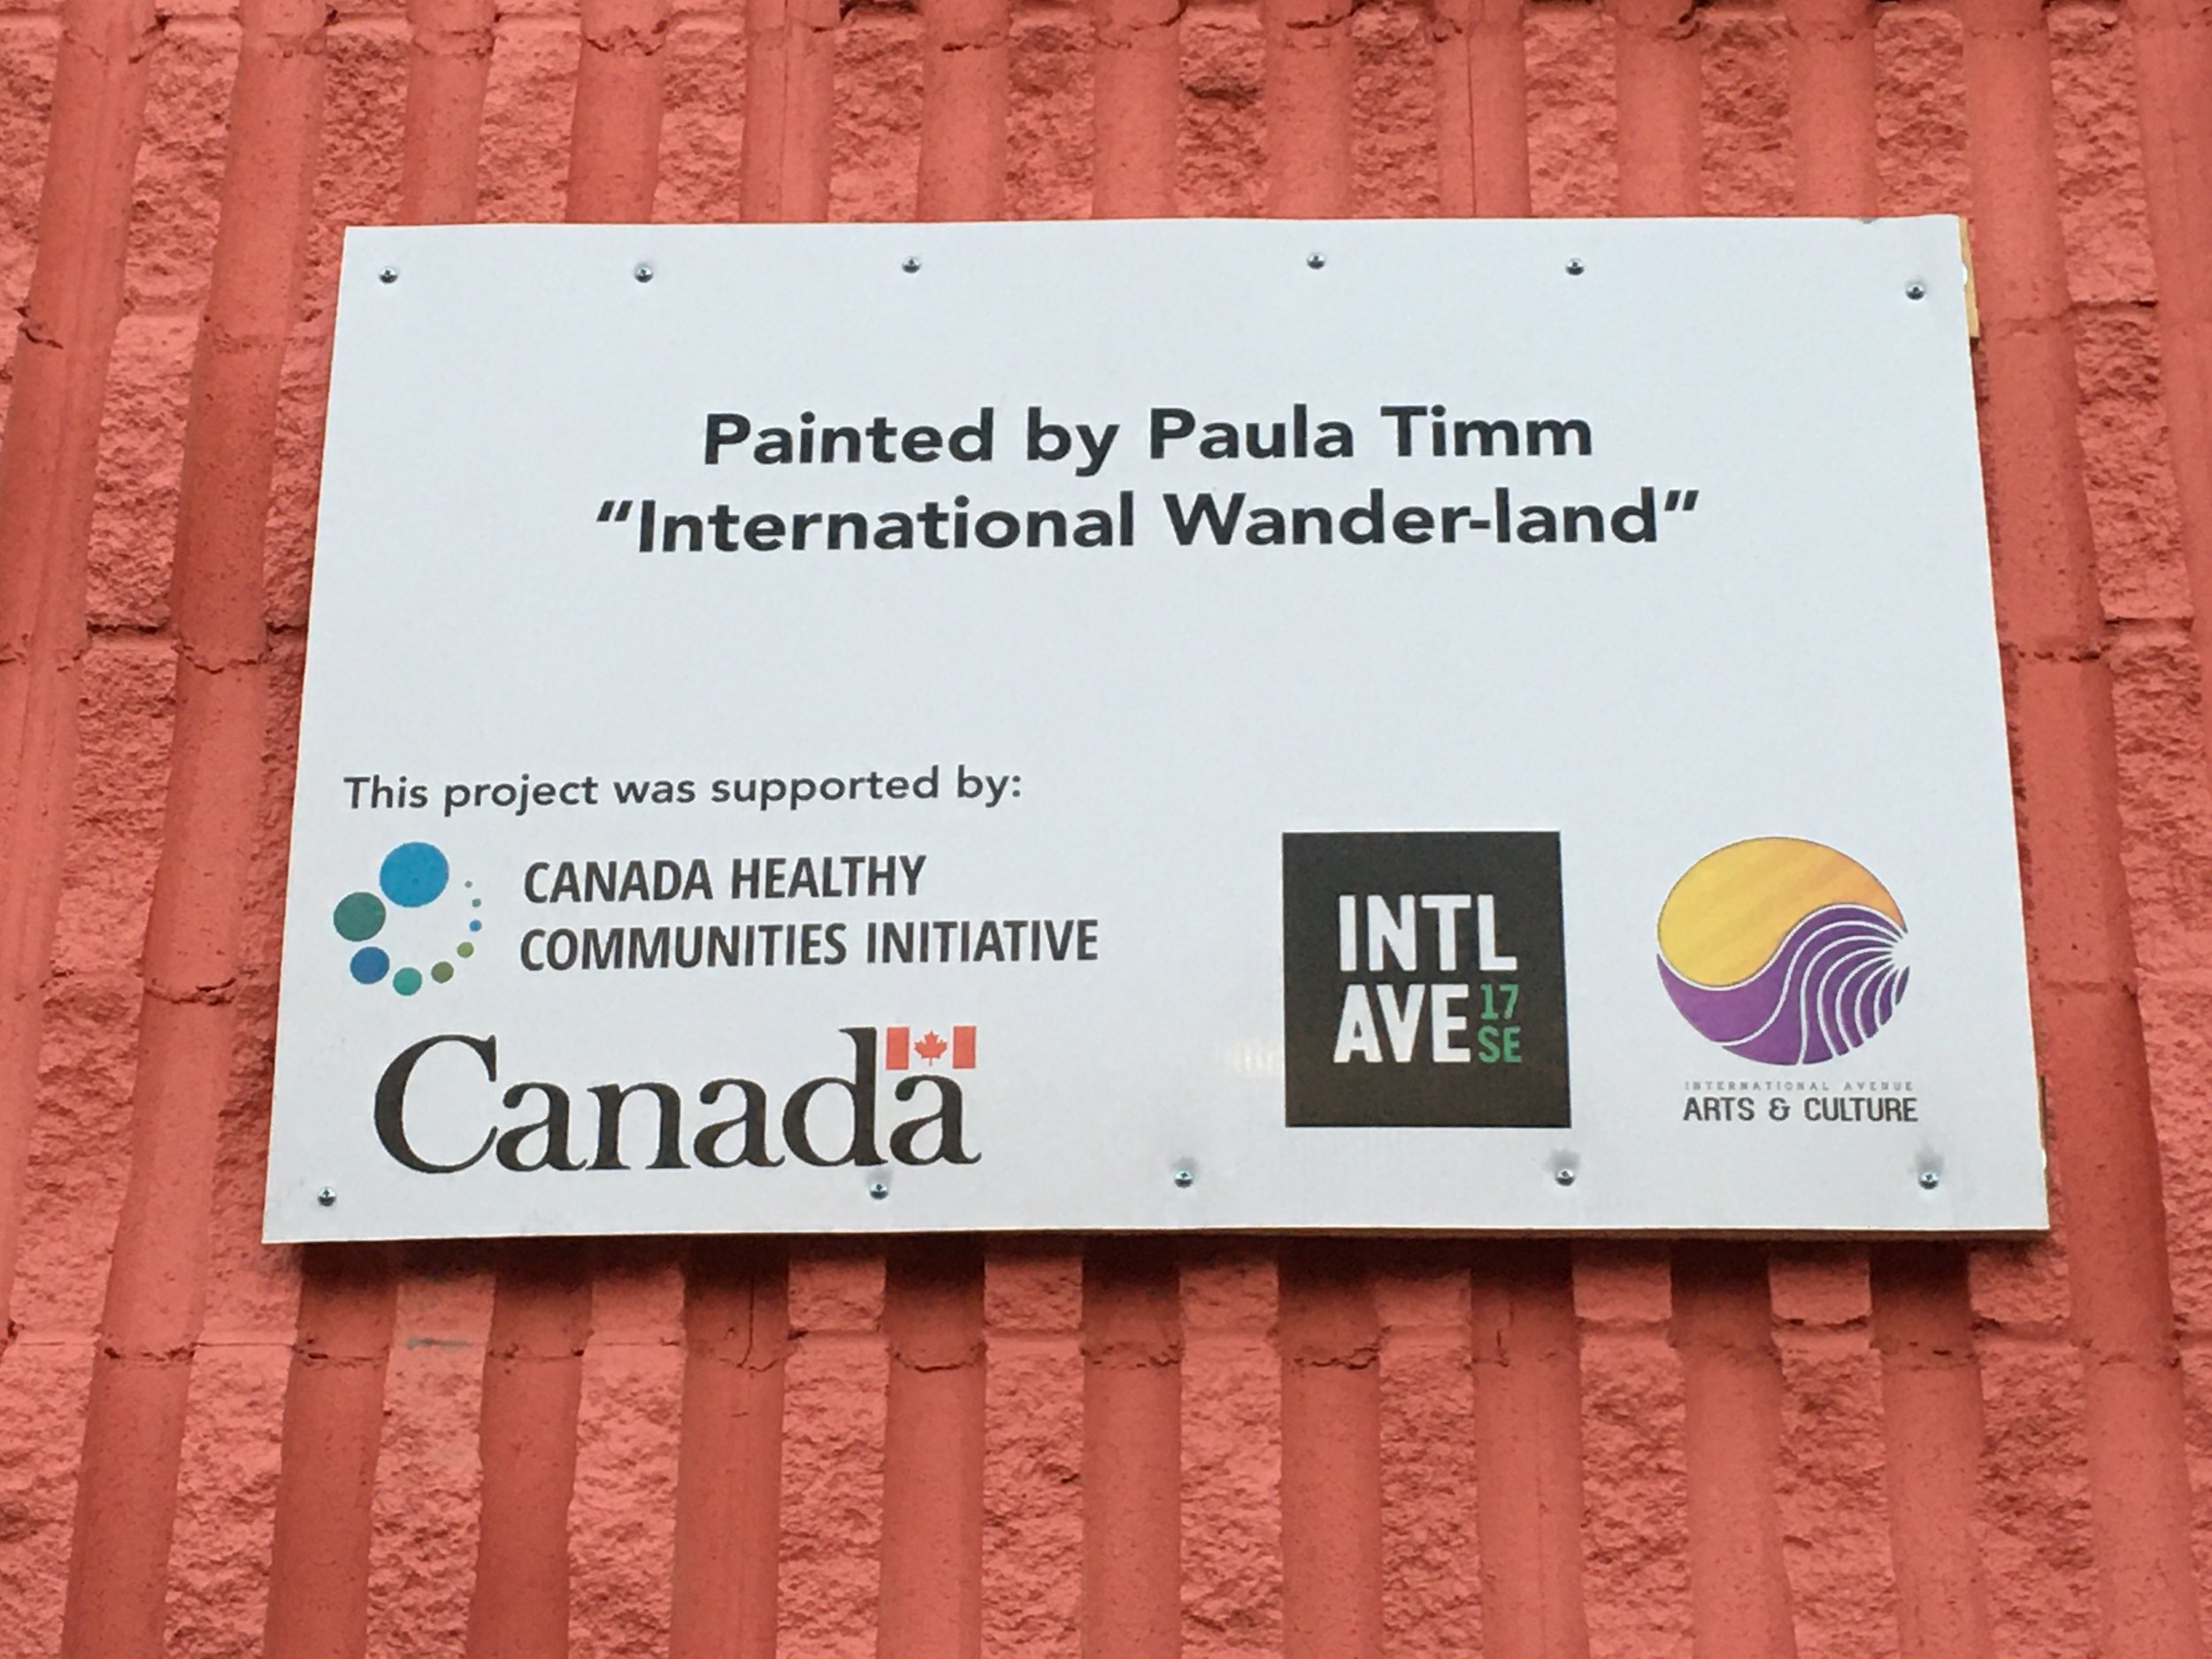 Painted by Paula Timm
“International Wander-land”
This project was supported by:
CANADA HEALTHY
COMMUNITIES INITIATIVE
Canada
INTL
AVE 17
SE
INTERNATIONAL AVENUE
ARTS & CULTURE